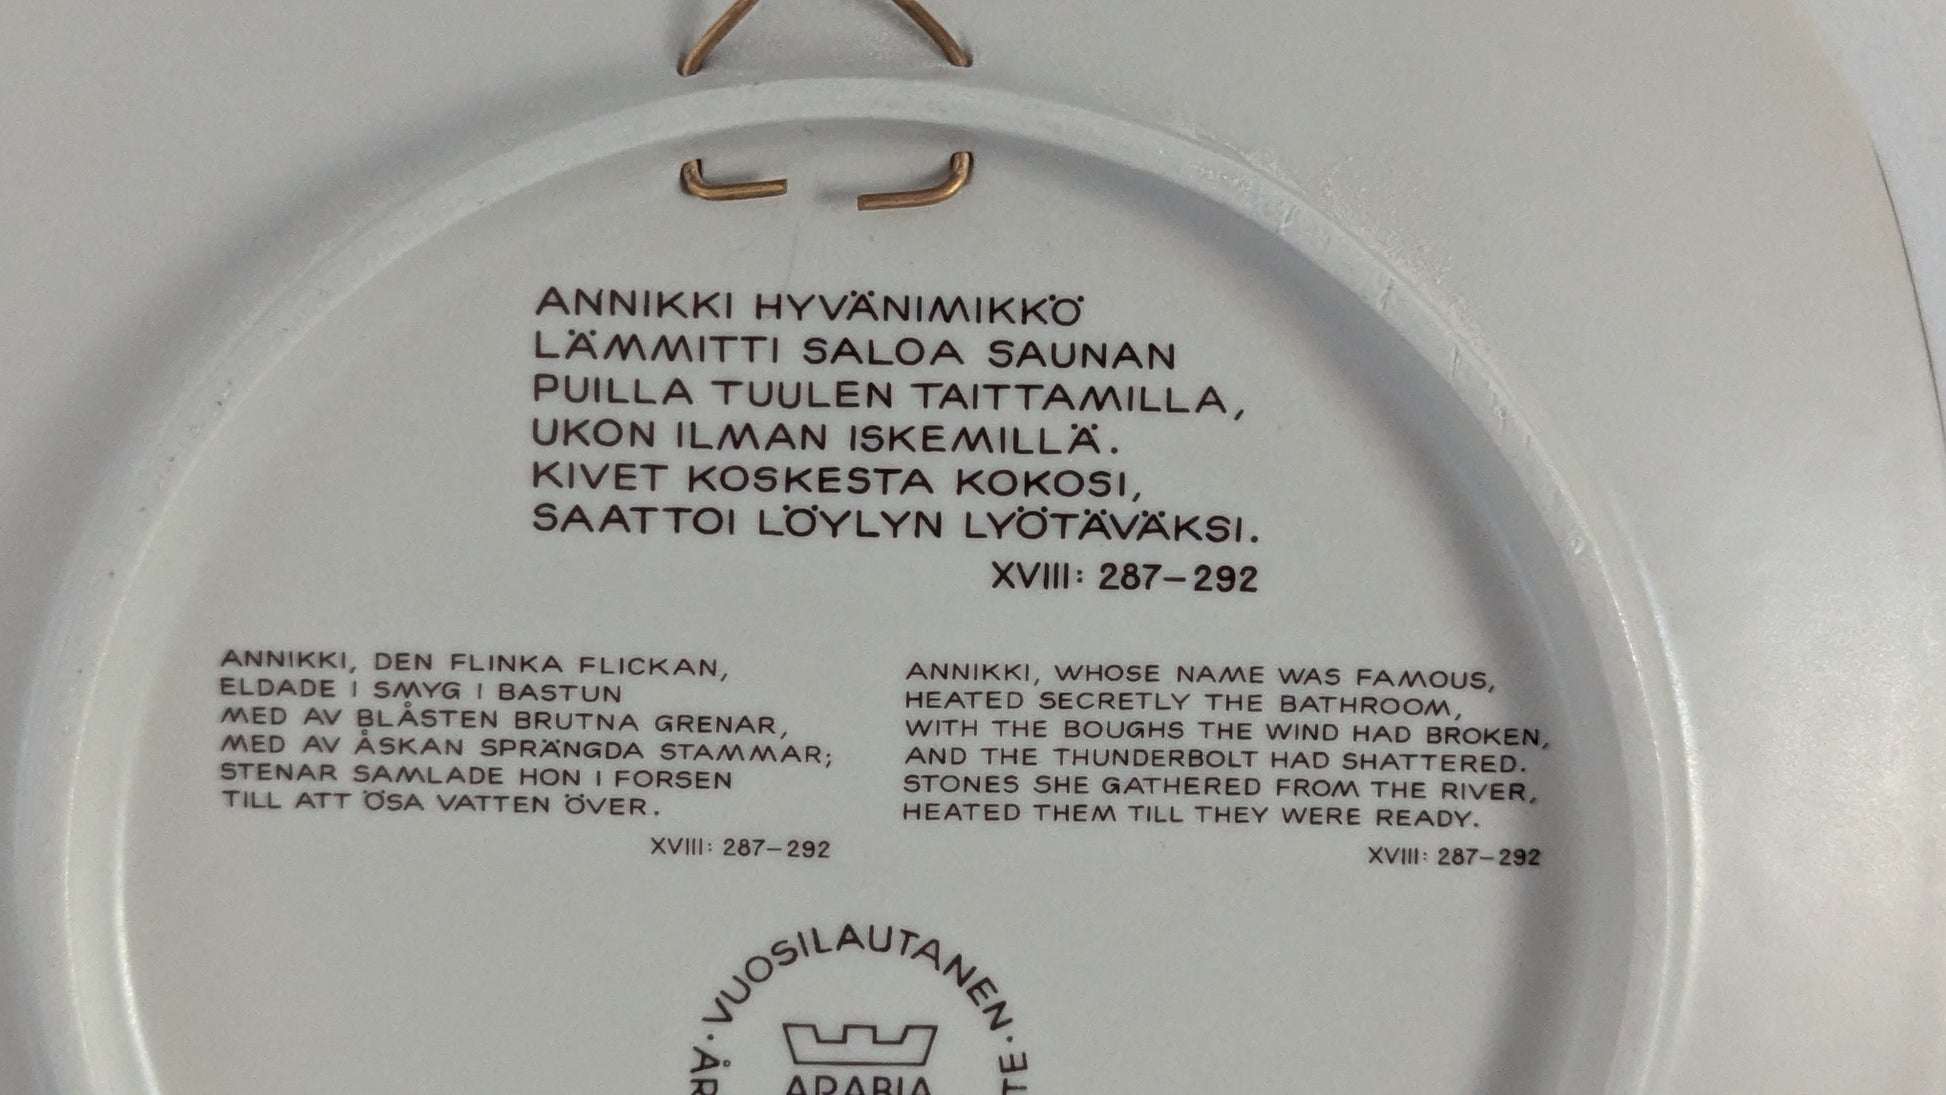 ANNIKKI HYVÄNIMIKKÖ
LÄMMITTI SALOA SAUNAN
PUILLA TUULEN TAITTAMILLA,
UKON ILMAN ISKEMILLÄ.
KIVET KOSKESTA KOKOSI,
SAATTOI LÖYLYN LYÖTÄVÄKSI.
XVIII: 287–292
ANNIKKI, DEN FLINKA FLICKAN,
ELDADE I SMYG I BASTUN
MED AV BLÅSTEN BRUTNA GRENAR,
MED AV ÅSKAN SPRÄNGDA STAMMAR;
STENAR SAMLADE HON I FORSEN
TILL ATT ÖSA VATTEN ÖVER.
XVIII: 287–292
ANNIKKI, WHOSE NAME WAS FAMOUS,
HEATED SECRETLY THE BATHROOM,
WITH THE BOUGHS THE WIND HAD BROKEN,
AND THE THUNDERBOLT HAD SHATTERED.
STONES SHE GATHERED FROM THE RIVER,
HEATED THEM TILL THEY WERE READY.
XVIII: 287–292
VUOSILAUTANEN
ARABIA